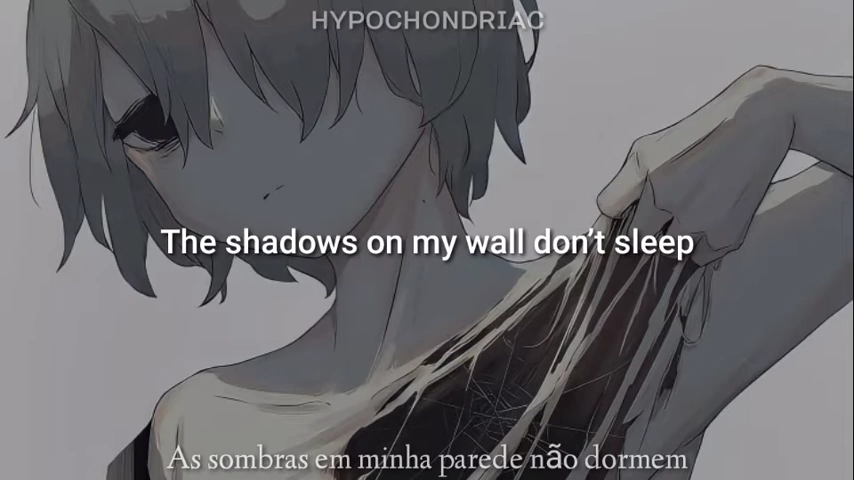 HYPOCHONDRIAC
The shadows on my wall don’t sleep
As sombras em minha parede não dormem